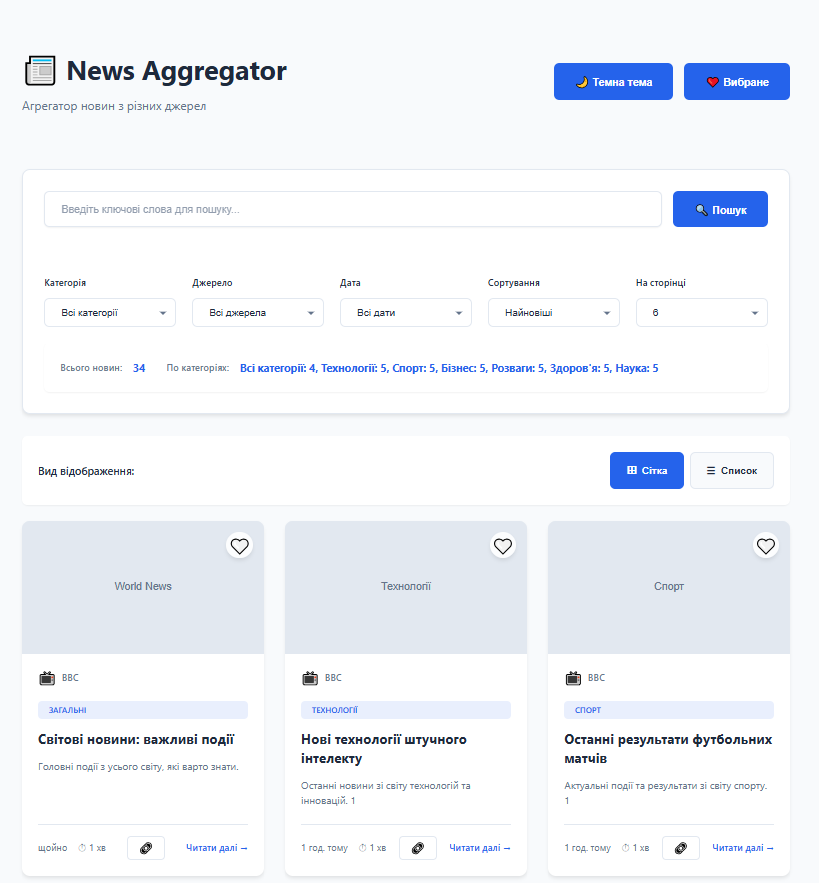 News Aggregator
Агрегатор новин з різних джерел
🌙 Темна тема
❤️ Вибране
Введіть ключові слова для пошуку...
🔍 Пошук
Категорія
Джерело
Дата
Сортування
На сторінці
Всі категорії
Всі джерела
Всі дати
Найновіші
6
Всього новин: 34 По категоріях: Всі категорії: 4, Технології: 5, Спорт: 5, Бізнес: 5, Розваги: 5, Здоров'я: 5, Наука: 5
Вид відображення:
Сітка
☰ Список
World News
BBC
ЗАГАЛЬНІ
Світові новини: важливі події
Головні події з усього світу, які варто знати.
щойно ⏱ 1 хв
Читати далі →
Технології
BBC
ТЕХНОЛОГІЇ
Нові технології штучного
інтелекту
Останні новини зі світу технологій та
інновацій. 1
1 год. тому ⏱ 1 хв
Читати далі →
Спорт
BBC
СПОРТ
Останні результати футбольних
матчів
Актуальні події та результати зі світу спорту.
1
1 год. тому ⏱ 1 хв
Читати далі →